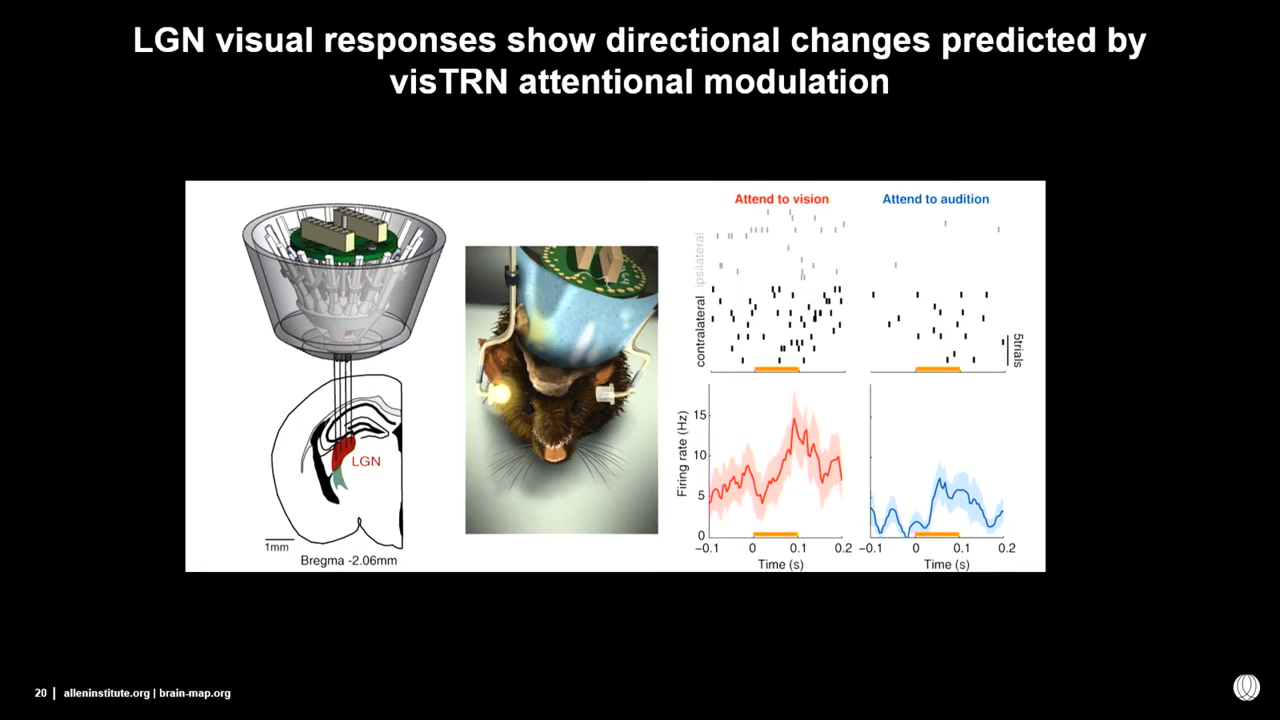 LGN visual responses show directional changes predicted by
visTRN attentional modulation
LGN
1mm
Bregma -2.06mm
Attend to vision
Attend to audition
ipsilateral
contralateral
5trials
Firing rate (Hz)
15
10
5
0
-0.1 0 0.1 0.2
Time (s)
-0.1 0 0.1 0.2
Time (s)
20 | alleninstitute.org | brain-map.org